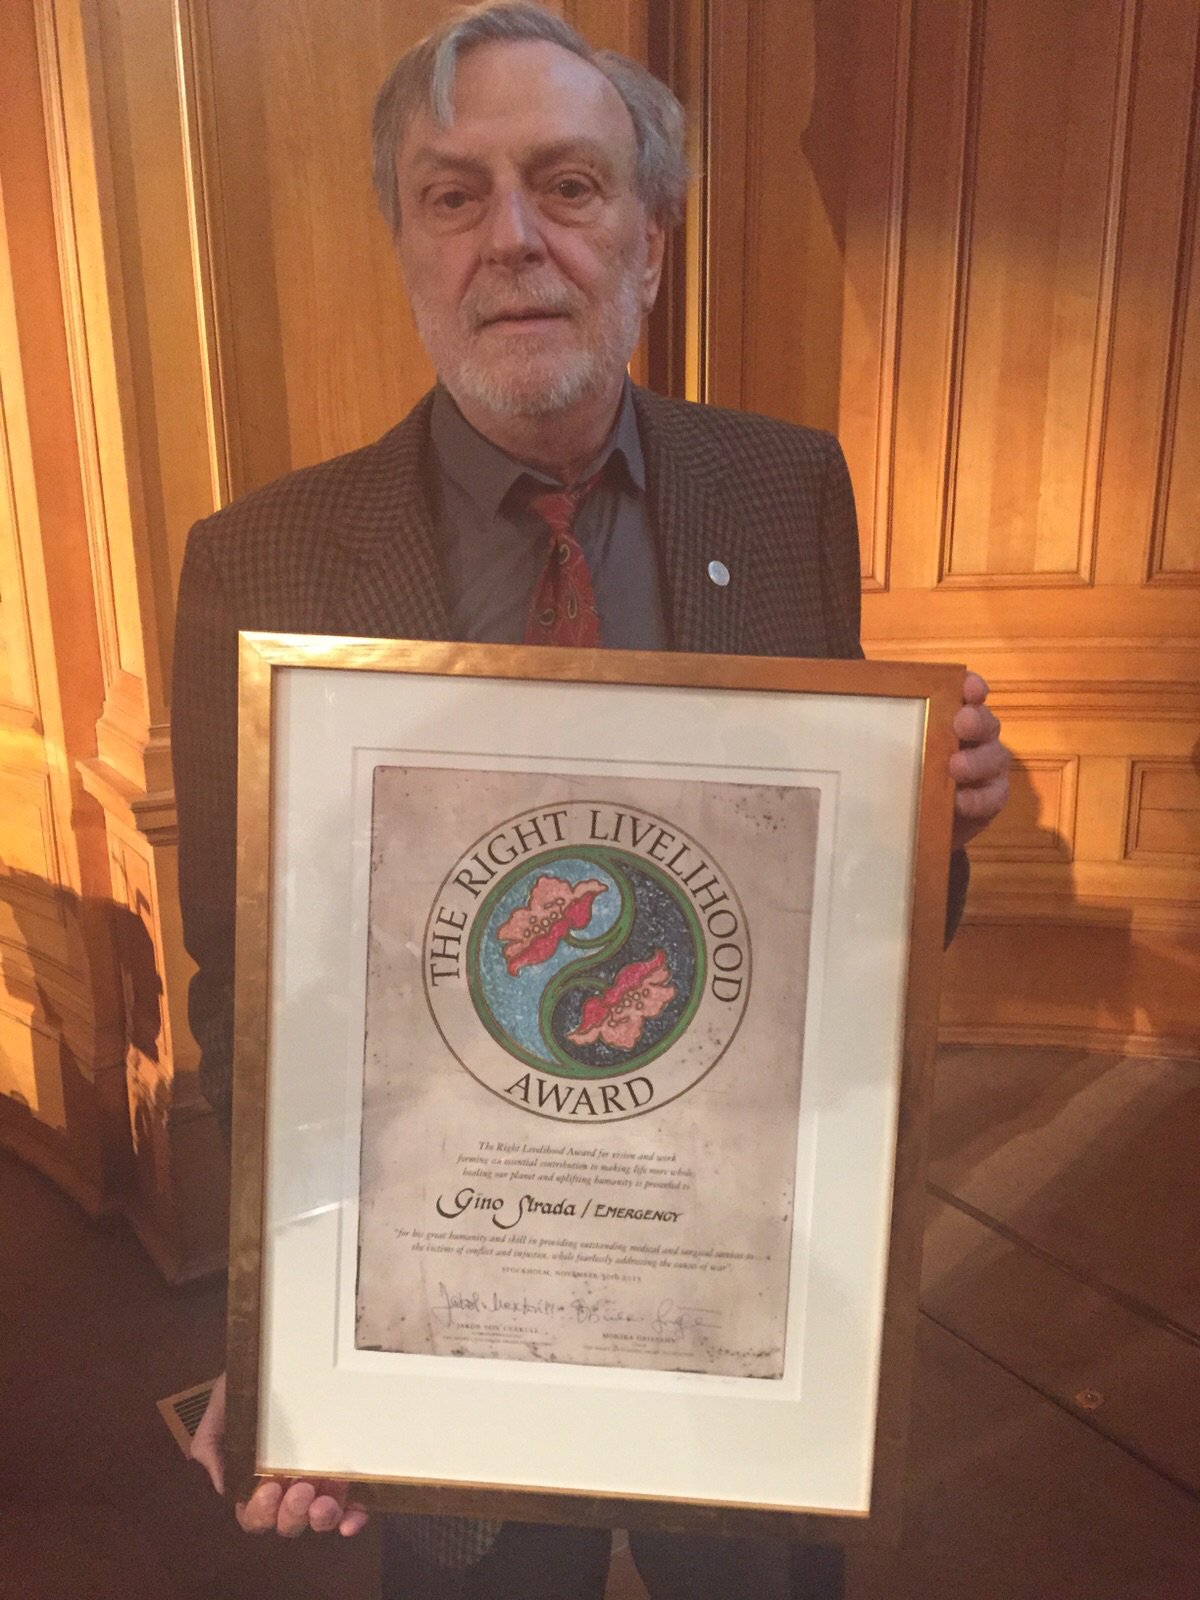 THE RIGHT LIVELIHOOD
AWARD
The Right Livelihood Award for vision and work
forming an essential contribution to making life more whole,
healing our planet and uplifting humanity is presented to
Gino Strada / EMERGENCY
"for his great humanity and skill in providing outstanding medical and surgical services to
the victims of conflict and injustice, while fearlessly addressing the causes of war".
STOCKHOLM, NOVEMBER 30th 2015
JAKOB VON UEXKULL
MONIKA GRIEFAHN